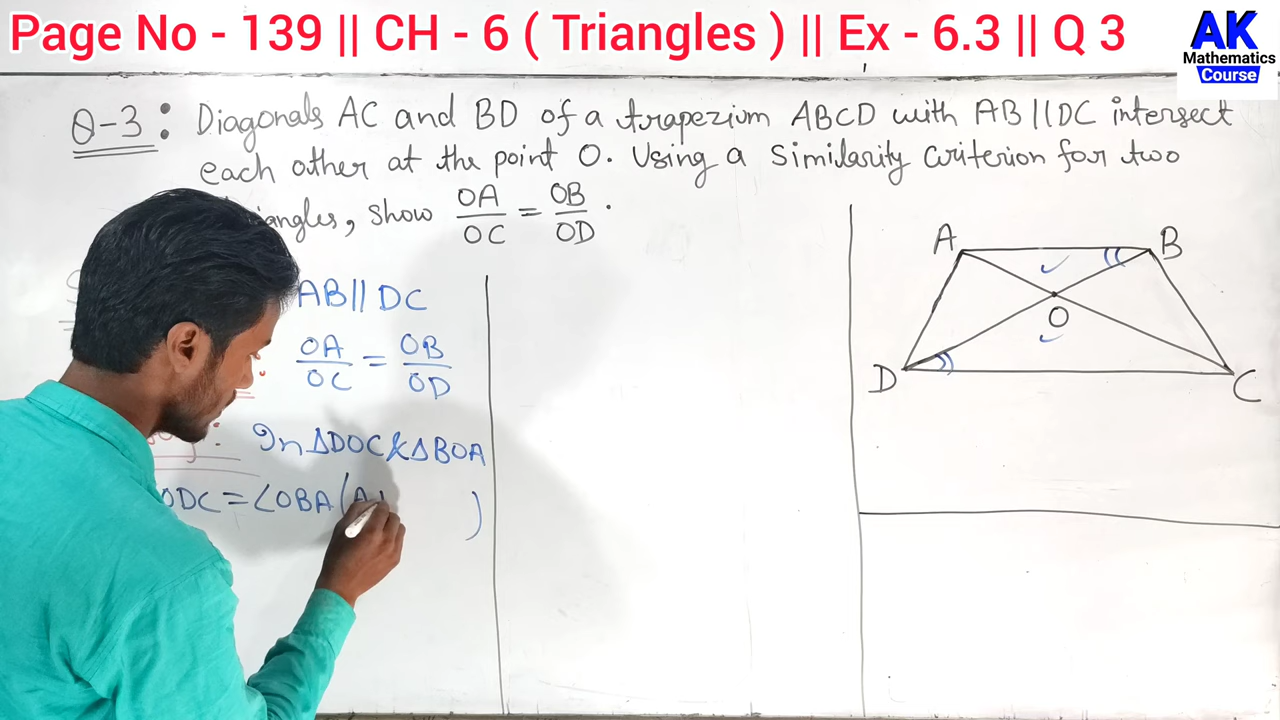 Page No - 139 || CH - 6 ( Triangles ) || Ex - 6.3 || Q 3
AK
Mathematics
Course
Q-3: Diagonals AC and BD of a trapezium ABCD with AB || DC intersect
each other at the point O. Using a similarity criterion for two
angles, show OA/OC = OB/OD.
AB || DC
OA/OC = OB/OD
In ΔDOC & ΔBOA
ODC = ∠OBA (A )
A
B
O
D
C